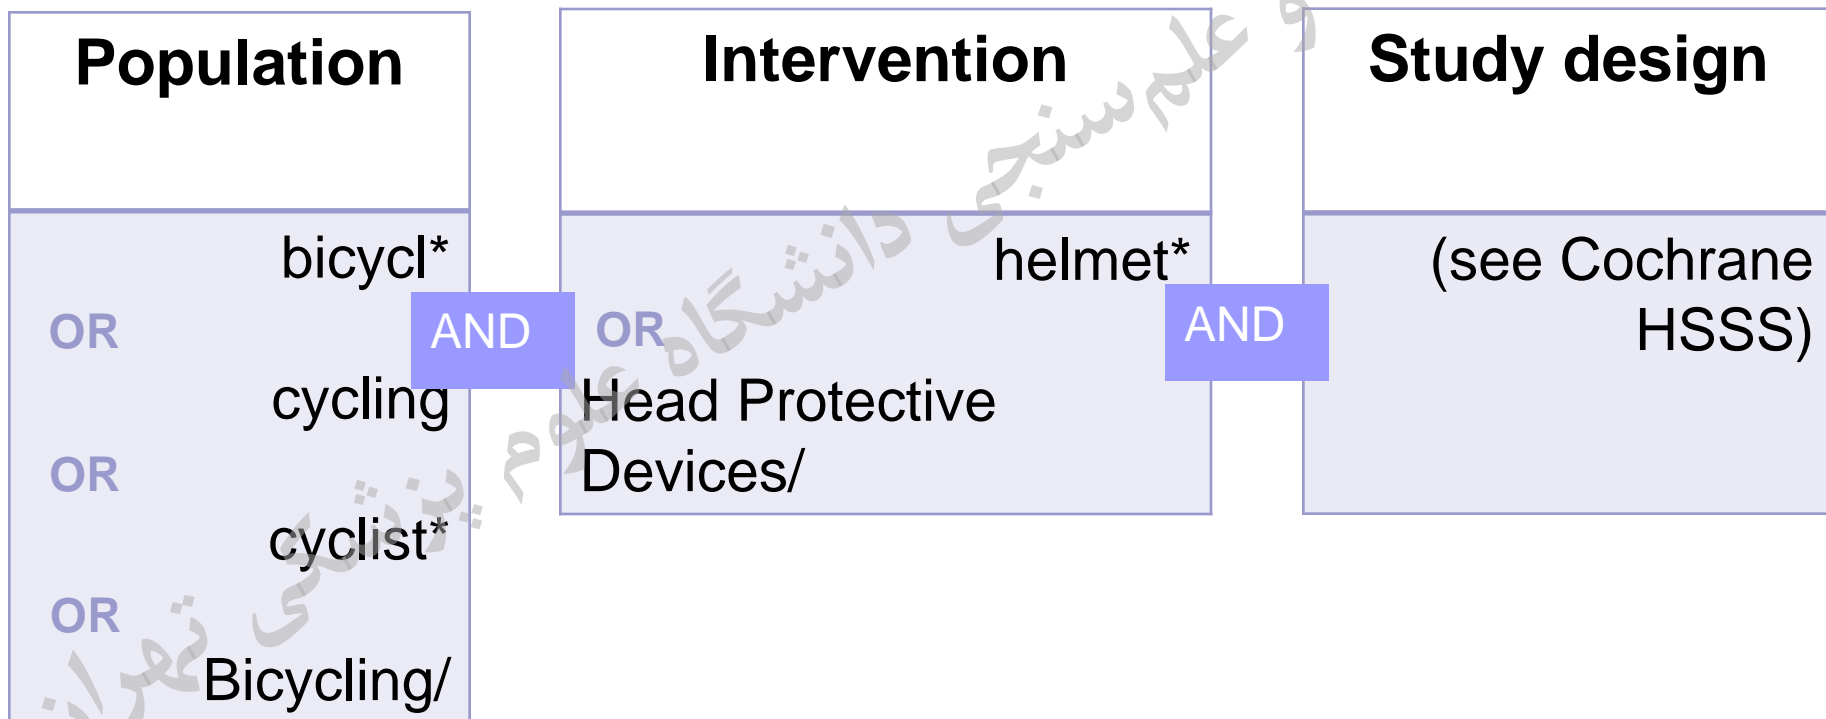 Population
bicycl*
OR
cycling
OR
cyclist*
OR
Bicycling/
AND
Intervention
helmet*
OR
Head Protective
Devices/
AND
Study design
(see Cochrane
HSSS)
و علم‌سنجی دانشگاه علوم پزشکی تهران